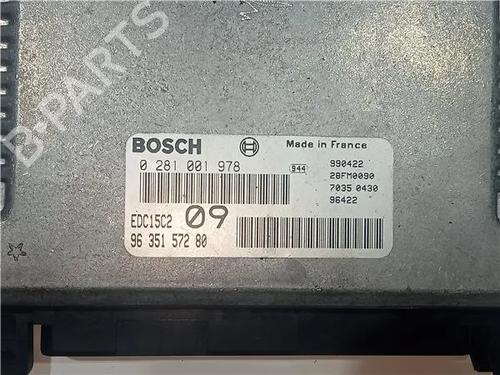 B-PARTS
BOSCH
Made in France
0 281 001 978
944
990422
28FM0090
7035 0430
96422
EDC15C2
09
96 351 572 80